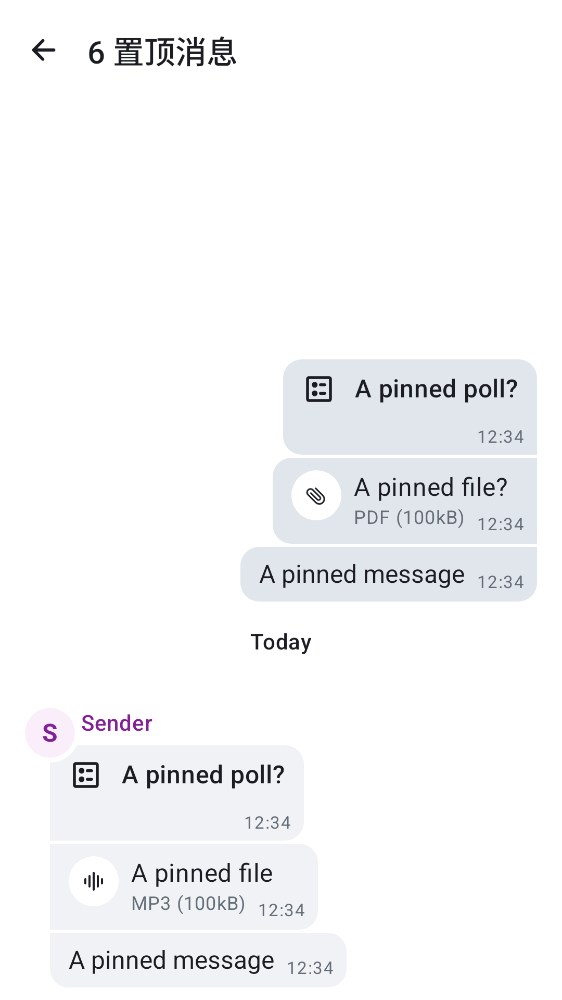 6 置顶消息
A pinned poll?
12:34
A pinned file?
PDF (100kB) 12:34
A pinned message 12:34
Today
S Sender
A pinned poll?
12:34
A pinned file
MP3 (100kB) 12:34
A pinned message 12:34